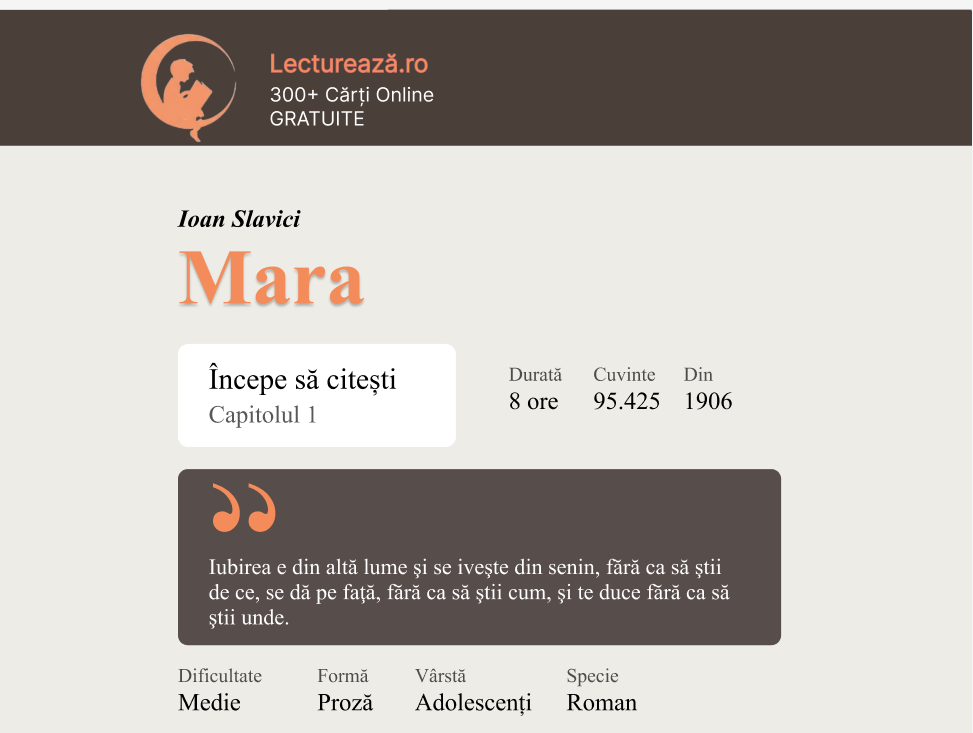 Lecturează.ro
300+ Cărți Online
GRATUITE
Ioan Slavici
Mara
Începe să citești
Capitolul 1
Durată Cuvinte Din
8 ore 95.425 1906
Iubirea e din altă lume şi se iveşte din senin, fără ca să ştii
de ce, se dă pe faţă, fără ca să ştii cum, şi te duce fără ca să
ştii unde.
Dificultate Formă Vârstă Specie
Medie Proză Adolescenți Roman